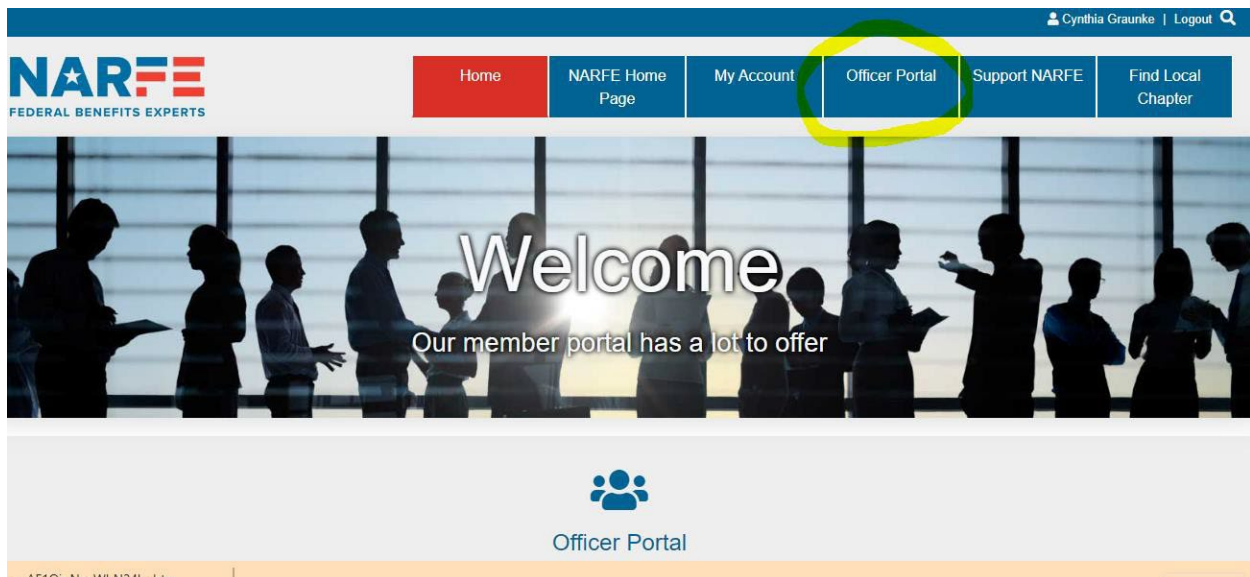 Cynthia Graunke | Logout
NARFE
FEDERAL BENEFITS EXPERTS
Home
NARFE Home
Page
My Account
Officer Portal
Support NARFE
Find Local
Chapter
Welcome
Our member portal has a lot to offer
Officer Portal